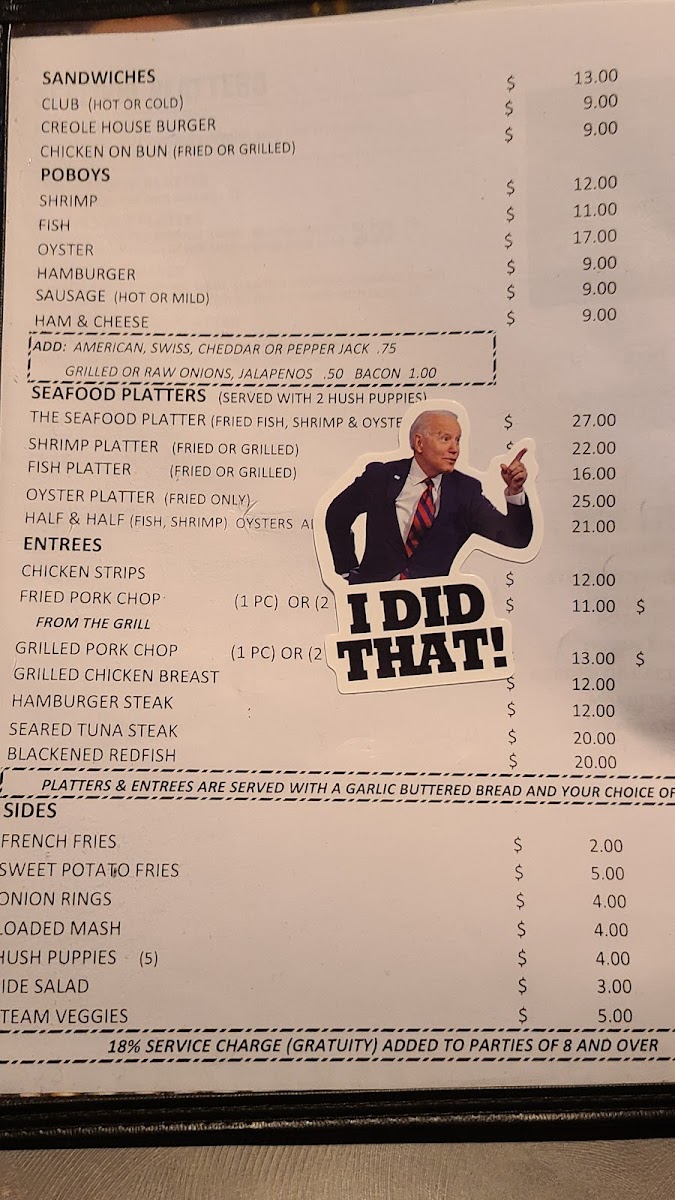 SANDWICHES
CLUB (HOT OR COLD) $ 13.00
CREOLE HOUSE BURGER $ 9.00
CHICKEN ON BUN (FRIED OR GRILLED) $ 9.00
POBOYS
SHRIMP $ 12.00
FISH $ 11.00
OYSTER $ 17.00
HAMBURGER $ 9.00
SAUSAGE (HOT OR MILD) $ 9.00
HAM & CHEESE $ 9.00
ADD: AMERICAN, SWISS, CHEDDAR OR PEPPER JACK .75
GRILLED OR RAW ONIONS, JALAPENOS .50 BACON 1.00
SEAFOOD PLATTERS (SERVED WITH 2 HUSH PUPPIES)
THE SEAFOOD PLATTER (FRIED FISH, SHRIMP & OYSTE $ 27.00
SHRIMP PLATTER (FRIED OR GRILLED) $ 22.00
FISH PLATTER (FRIED OR GRILLED) 16.00
OYSTER PLATTER (FRIED ONLY) 25.00
HALF & HALF (FISH, SHRIMP) OYSTERS 21.00
ENTREES
CHICKEN STRIPS $ 12.00
FRIED PORK CHOP (1 PC) OR (2 $ 11.00 $
FROM THE GRILL
GRILLED PORK CHOP (1 PC) OR (2 13.00 $
GRILLED CHICKEN BREAST $ 12.00
HAMBURGER STEAK $ 12.00
SEARED TUNA STEAK $ 20.00
BLACKENED REDFISH $ 20.00
I DID
THAT!
PLATTERS & ENTREES ARE SERVED WITH A GARLIC BUTTERED BREAD AND YOUR CHOICE OF
SIDES
FRENCH FRIES $ 2.00
SWEET POTATO FRIES $ 5.00
ONION RINGS $ 4.00
LOADED MASH $ 4.00
HUSH PUPPIES (5) $ 4.00
IDE SALAD $ 3.00
TEAM VEGGIES $ 5.00
18% SERVICE CHARGE (GRATUITY) ADDED TO PARTIES OF 8 AND OVER